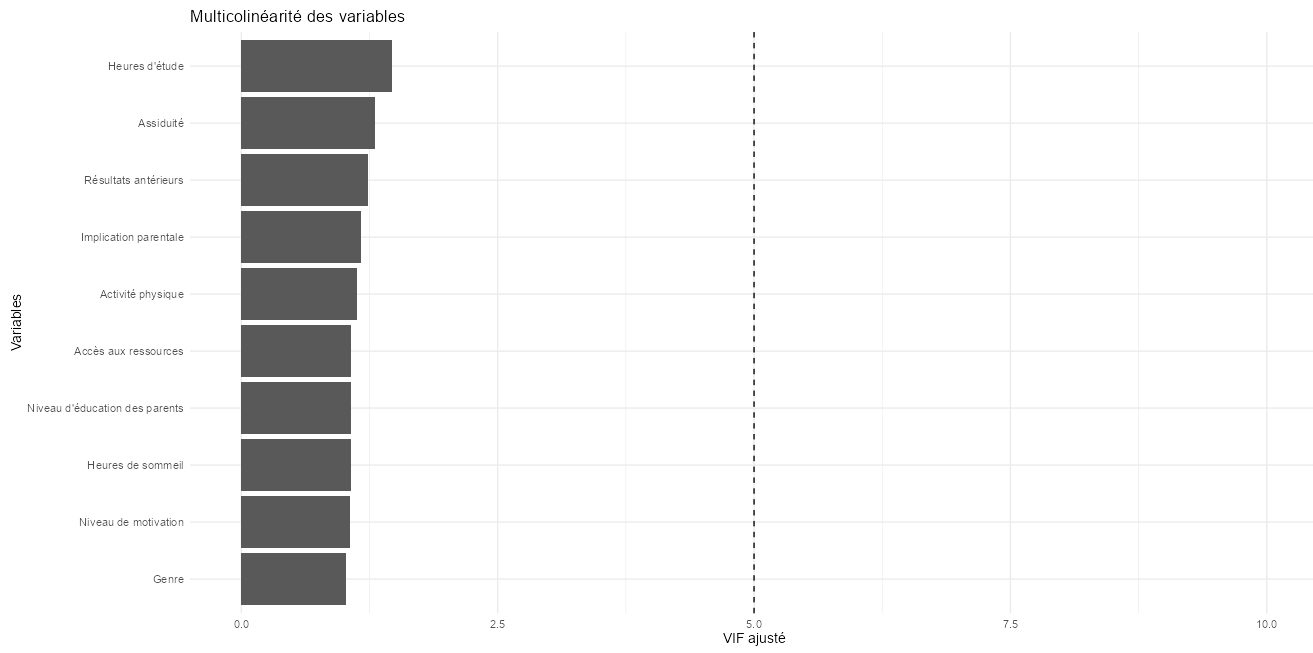 Multicolinéarité des variables
Variables
Heures d'étude
Assiduité
Résultats antérieurs
Implication parentale
Activité physique
Accès aux ressources
Niveau d'éducation des parents
Heures de sommeil
Niveau de motivation
Genre
0.0 2.5 5.0 7.5 10.0
VIF ajusté